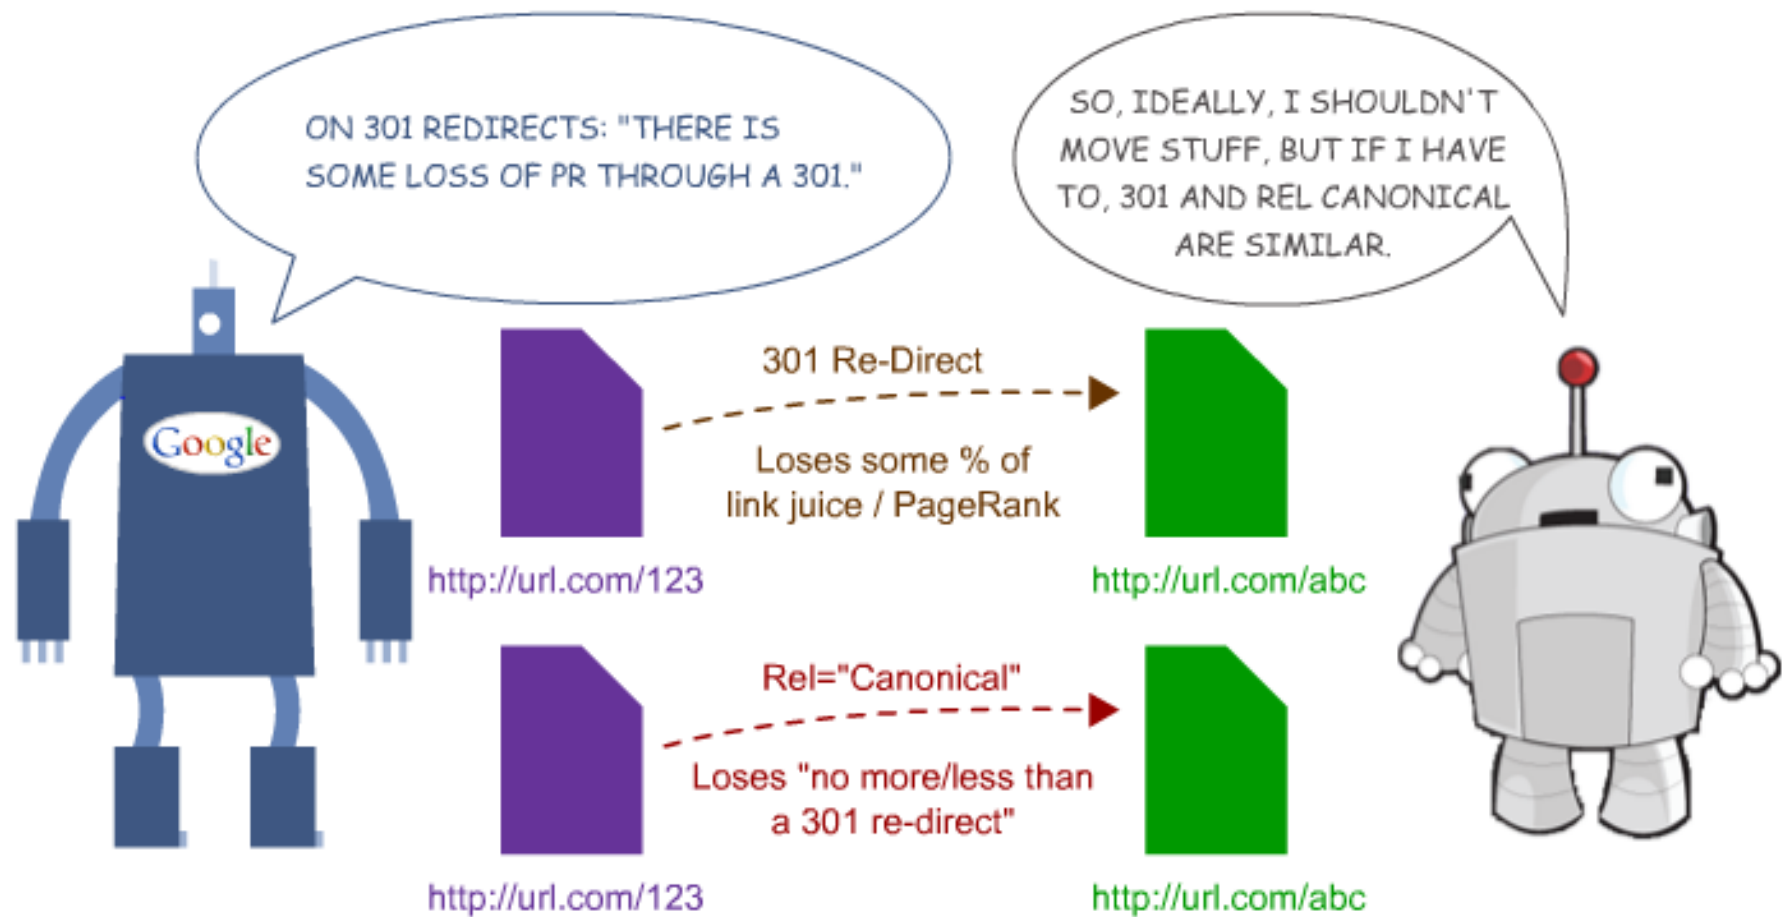 ON 301 REDIRECTS: "THERE IS
SOME LOSS OF PR THROUGH A 301."
SO, IDEALLY, I SHOULDN'T
MOVE STUFF, BUT IF I HAVE
TO, 301 AND REL CANONICAL
ARE SIMILAR.
Google
301 Re-Direct
Loses some % of
link juice / PageRank
http://url.com/123
http://url.com/abc
Rel="Canonical"
Loses "no more/less than
a 301 re-direct"
http://url.com/123
http://url.com/abc